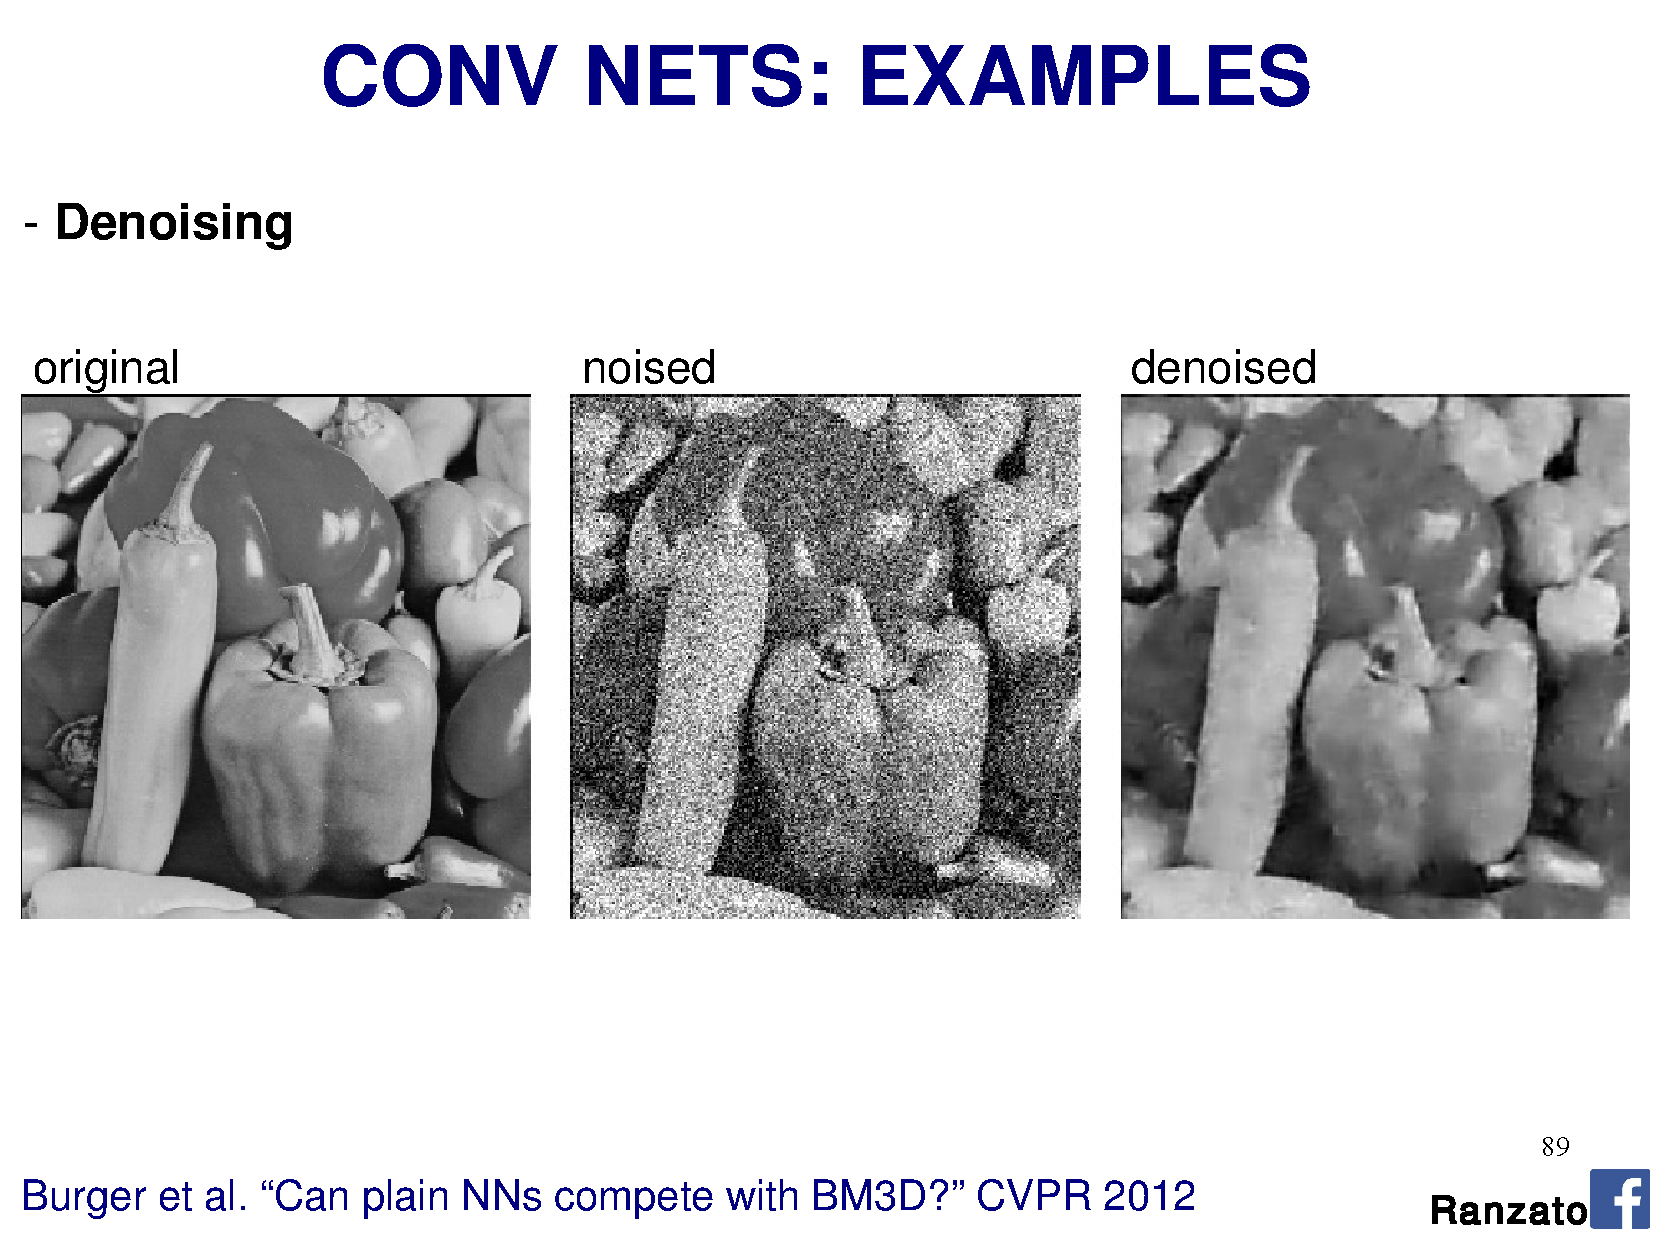 CONV NETS: EXAMPLES
- Denoising
original noised denoised
89
Burger et al. “Can plain NNs compete with BM3D?” CVPR 2012
Ranzato f